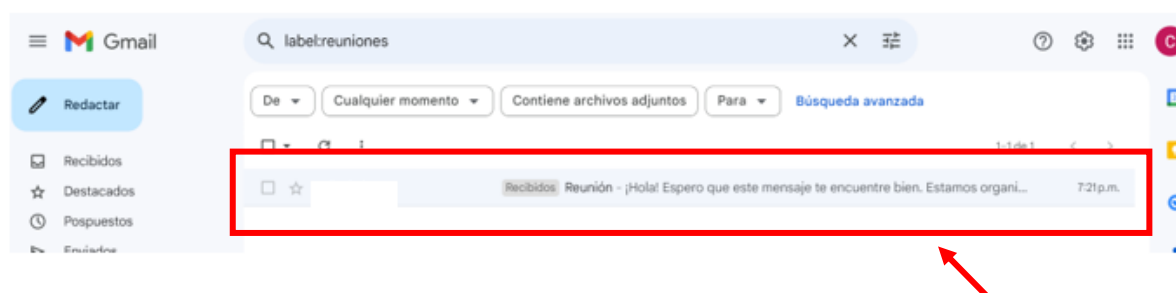 Gmail
label:reuniones
Redactar
De Cualquier momento Contiene archivos adjuntos Para Búsqueda avanzada
1-1 de 1
Recibidos
Destacados
Recibidos Reunión - ¡Hola! Espero que este mensaje te encuentre bien. Estamos organi... 7:21 p.m.
Pospuestos
Enviados